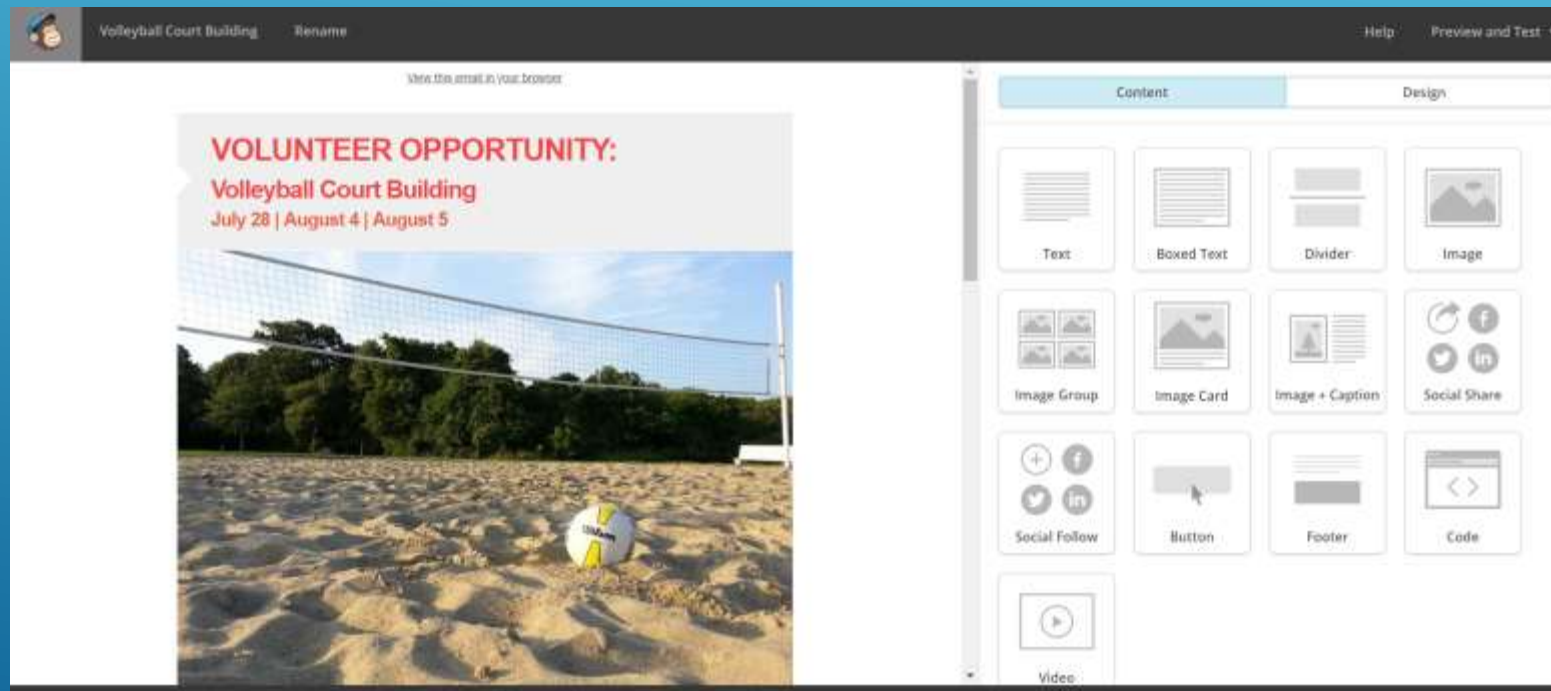 Volleyball Court Building Rename Help Preview and Test
View this email in your browser
Content Design
VOLUNTEER OPPORTUNITY:
Volleyball Court Building
July 28 | August 4 | August 5
Wilson
Text Boxed Text Divider Image
Image Group Image Card Image + Caption Social Share
Social Follow Button Footer Code
Video